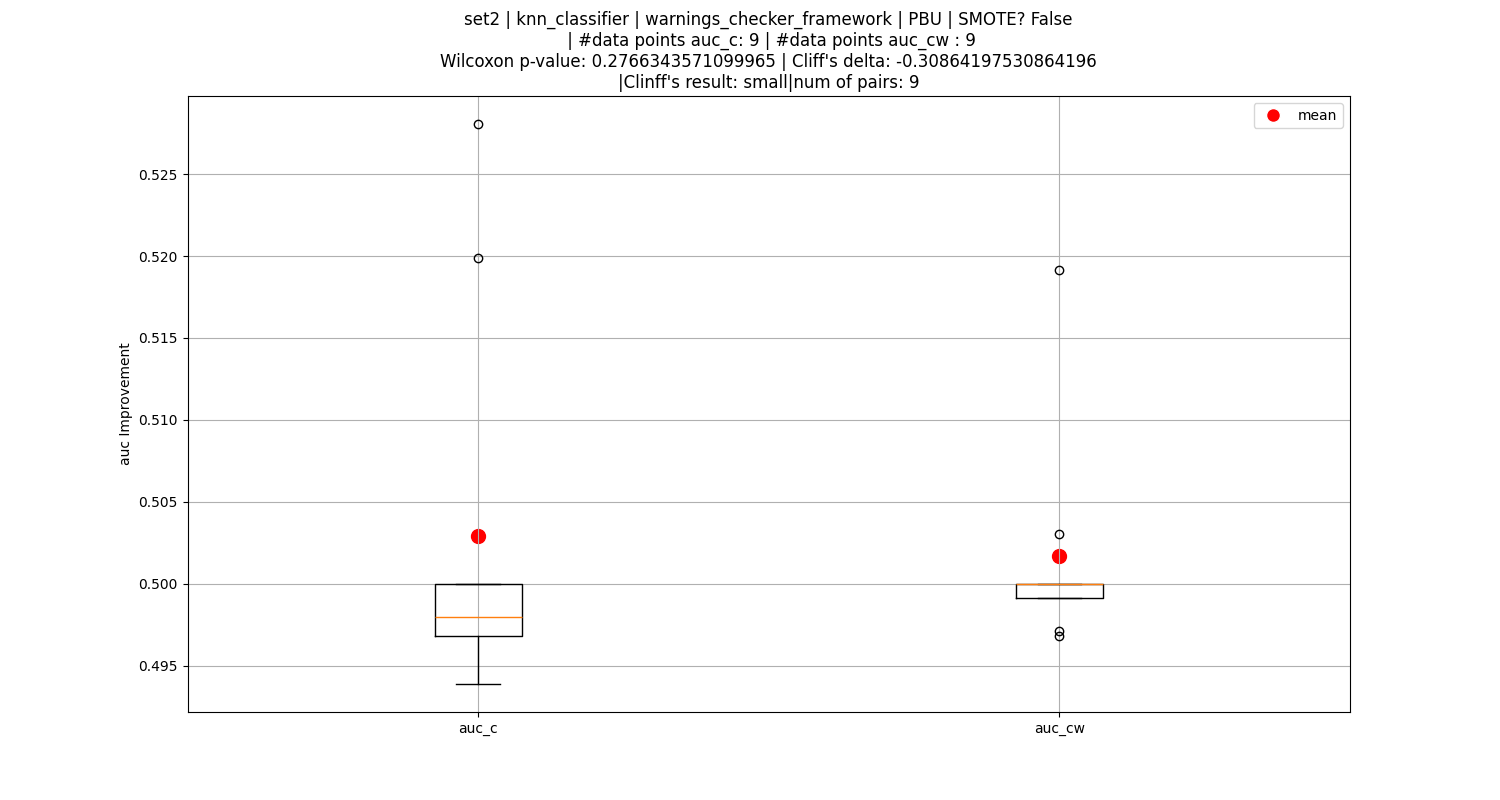 set2 | knn_classifier | warnings_checker_framework | PBU | SMOTE? False
| #data points auc_c: 9 | #data points auc_cw : 9
Wilcoxon p-value: 0.2766343571099965 | Cliff's delta: -0.30864197530864196
|Clinff's result: small|num of pairs: 9
mean
0.525
0.520
0.515
0.510
0.505
0.500
0.495
auc Improvement
auc_c
auc_cw